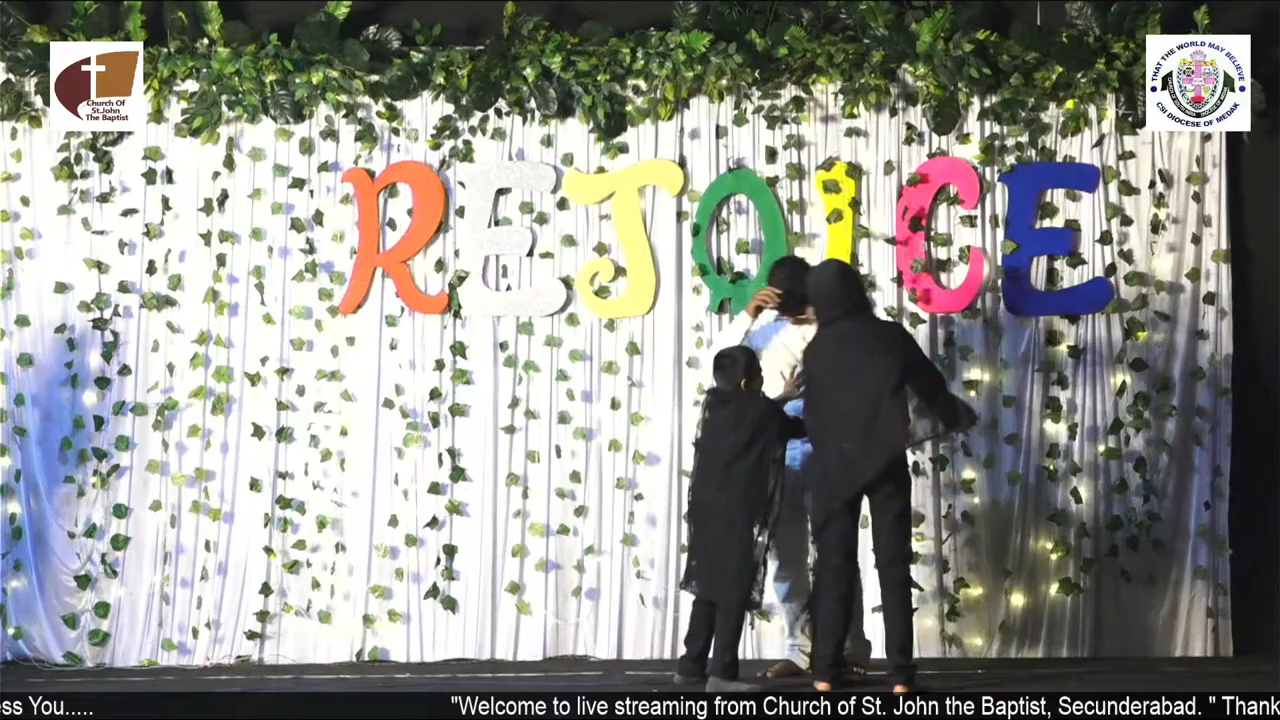 Church Of
St.John
The Baptist
THAT THE WORLD MAY BELIEVE
CSI DIOCESE OF MEDAK
REJOICE
ess You.....
"Welcome to live streaming from Church of St. John the Baptist, Secunderabad. " Thank